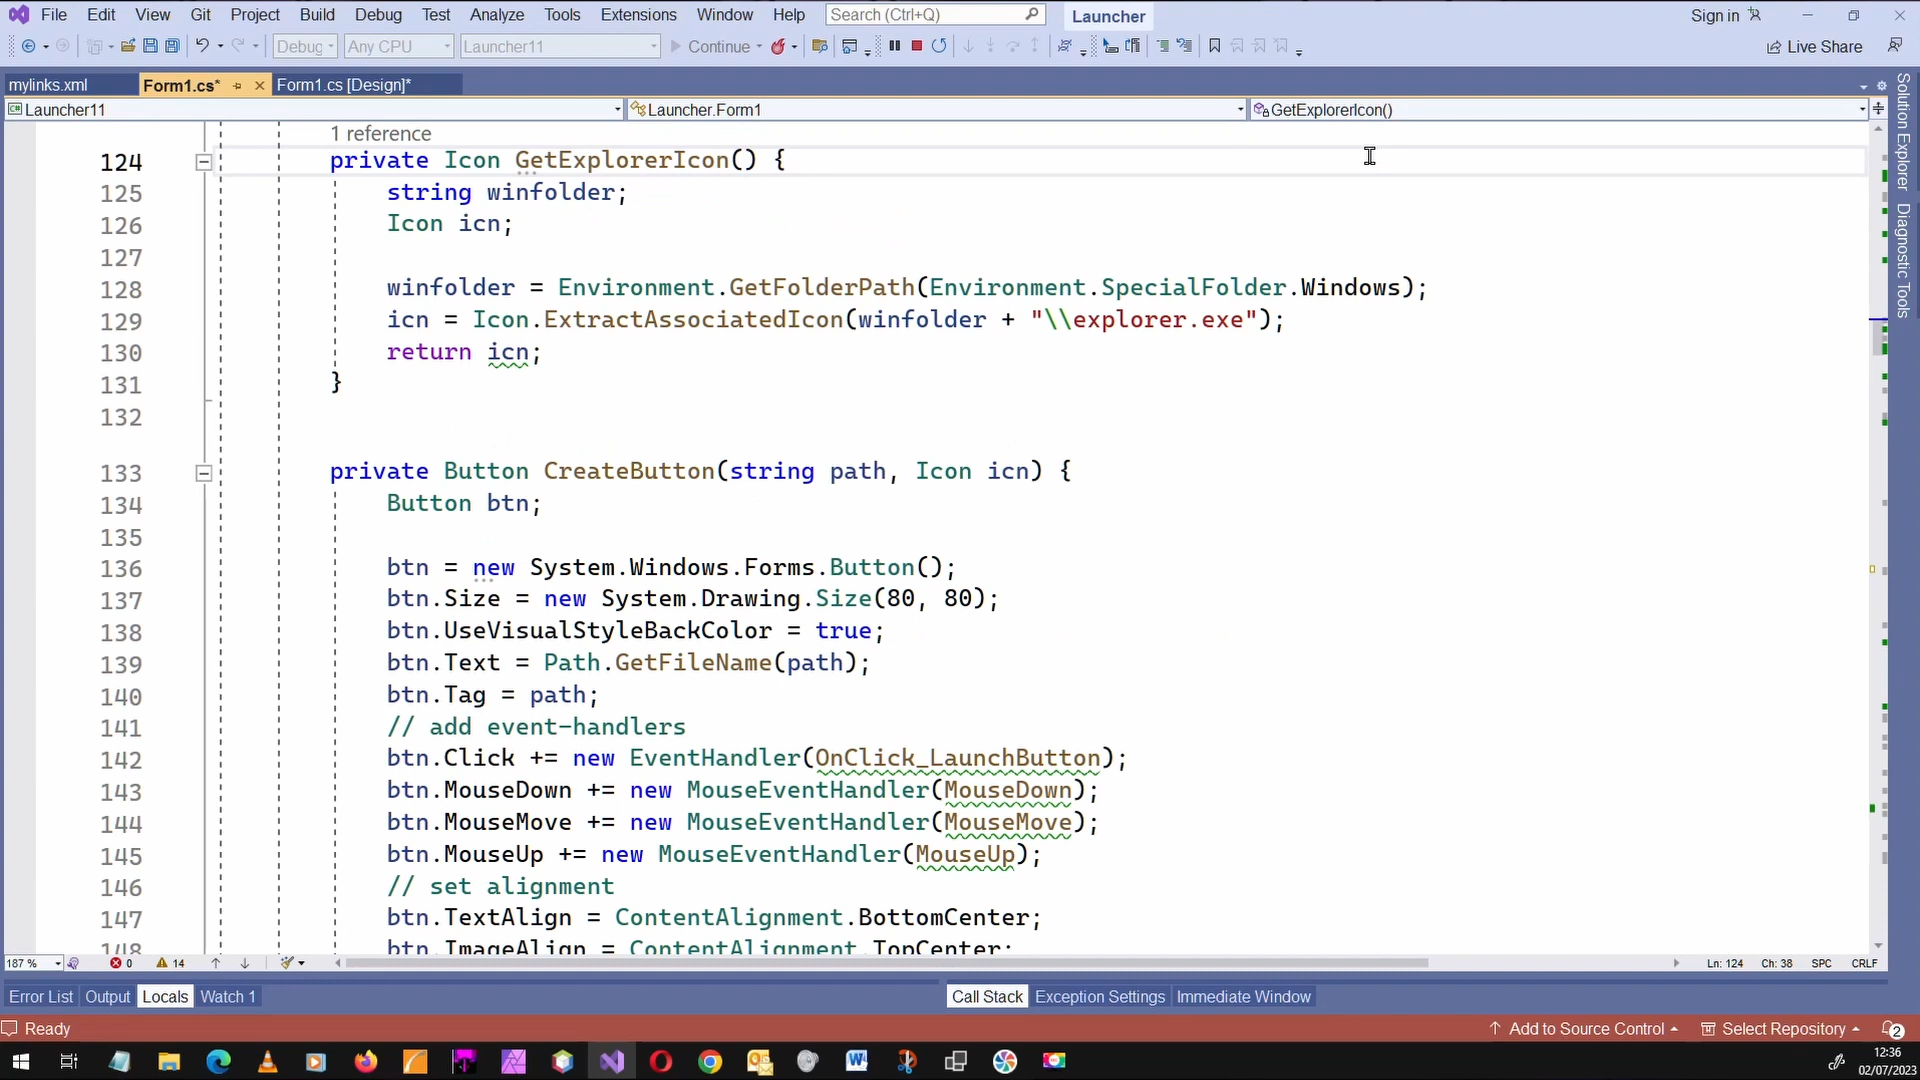 File Edit View Git Project Build Debug Test Analyze Tools Extensions Window Help Search (Ctrl+Q) Launcher Sign in
Debug Any CPU Launcher11 Continue Live Share
mylinks.xml Form1.cs* Form1.cs [Design]*
Launcher11 Launcher.Form1 GetExplorerIcon()
Solution Explorer
Diagnostic Tools
1 reference
124 private Icon GetExplorerIcon() {
125 string winfolder;
126 Icon icn;
127
128 winfolder = Environment.GetFolderPath(Environment.SpecialFolder.Windows);
129 icn = Icon.ExtractAssociatedIcon(winfolder + "\\explorer.exe");
130 return icn;
131 }
132
133 private Button CreateButton(string path, Icon icn) {
134 Button btn;
135
136 btn = new System.Windows.Forms.Button();
137 btn.Size = new System.Drawing.Size(80, 80);
138 btn.UseVisualStyleBackColor = true;
139 btn.Text = Path.GetFileName(path);
140 btn.Tag = path;
141 // add event-handlers
142 btn.Click += new EventHandler(OnClick_LaunchButton);
143 btn.MouseDown += new MouseEventHandler(MouseDown);
144 btn.MouseMove += new MouseEventHandler(MouseMove);
145 btn.MouseUp += new MouseEventHandler(MouseUp);
146 // set alignment
147 btn.TextAlign = ContentAlignment.BottomCenter;
148 btn.ImageAlign = ContentAlignment.TopCenter;
187 % 0 14 Ln: 124 Ch: 38 SPC CRLF
Error List Output Locals Watch 1 Call Stack Exception Settings Immediate Window
Ready Add to Source Control Select Repository 2
12:36
02/07/2023